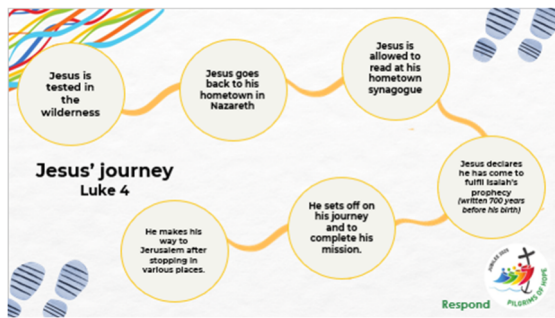 Jesus is
tested in
the
wilderness
Jesus goes
back to his
hometown in
Nazareth
Jesus is
allowed to
read at his
hometown
synagogue
Jesus declares
he has come to
fulfil Isaiah's
prophecy
(written 700 years
before his birth)
Jesus' journey
Luke 4
He sets off on
his journey
and to
complete his
mission.
He makes his
way to
Jerusalem after
stopping in
various places.
Respond
JUBILEE 2025
PILGRIMS OF HOPE